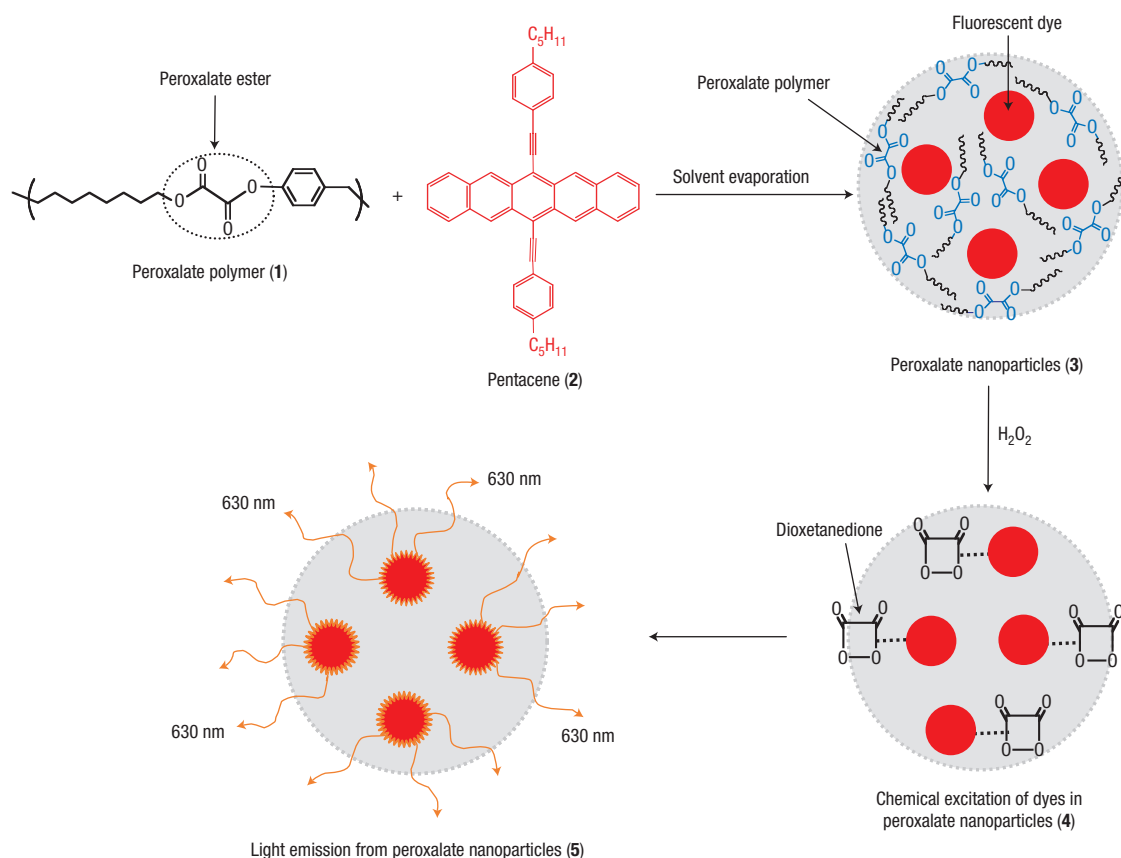 C5H11
Fluorescent dye
Peroxalate ester
Peroxalate polymer
O
O
O
O
+
Solvent evaporation
Peroxalate polymer (1)
C5H11
Pentacene (2)
Peroxalate nanoparticles (3)
H2O2
630 nm
630 nm
Dioxetanedione
O O
O O
O O
O O
O O
O O
O O
O O
630 nm
630 nm
Chemical excitation of dyes in
peroxalate nanoparticles (4)
Light emission from peroxalate nanoparticles (5)